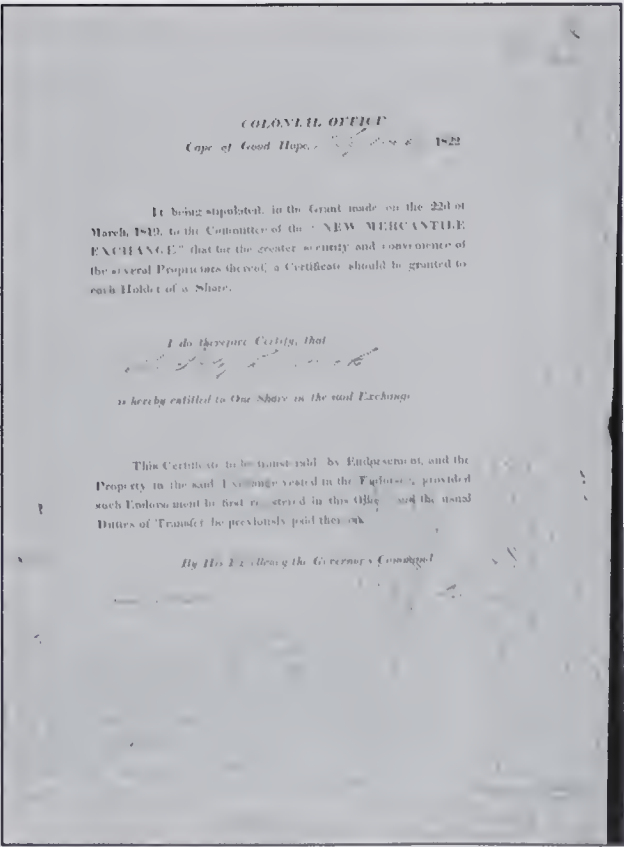 COLONIAL OFFICE
Cape of Good Hope, 1822
It being stipulated, in the Grant made on the 22d of
March, 1819, to the Committee of the "NEW MERCANTILE
EXCHANGE" that for the greater security and convenience of
the several Proprietors thereof, a Certificate should be granted to
each Holder of a Share.
I do therefore Certify, that
is hereby entitled to One Share in the said Exchange
This Certificate to be transferable by Endorsement, and the
Property in the said Exchange vested in the Endorsee, provided
such Endorsement be first registered in this Office and the usual
Duties of Transfer be previously paid thereon
By His Excellency the Governor's Command